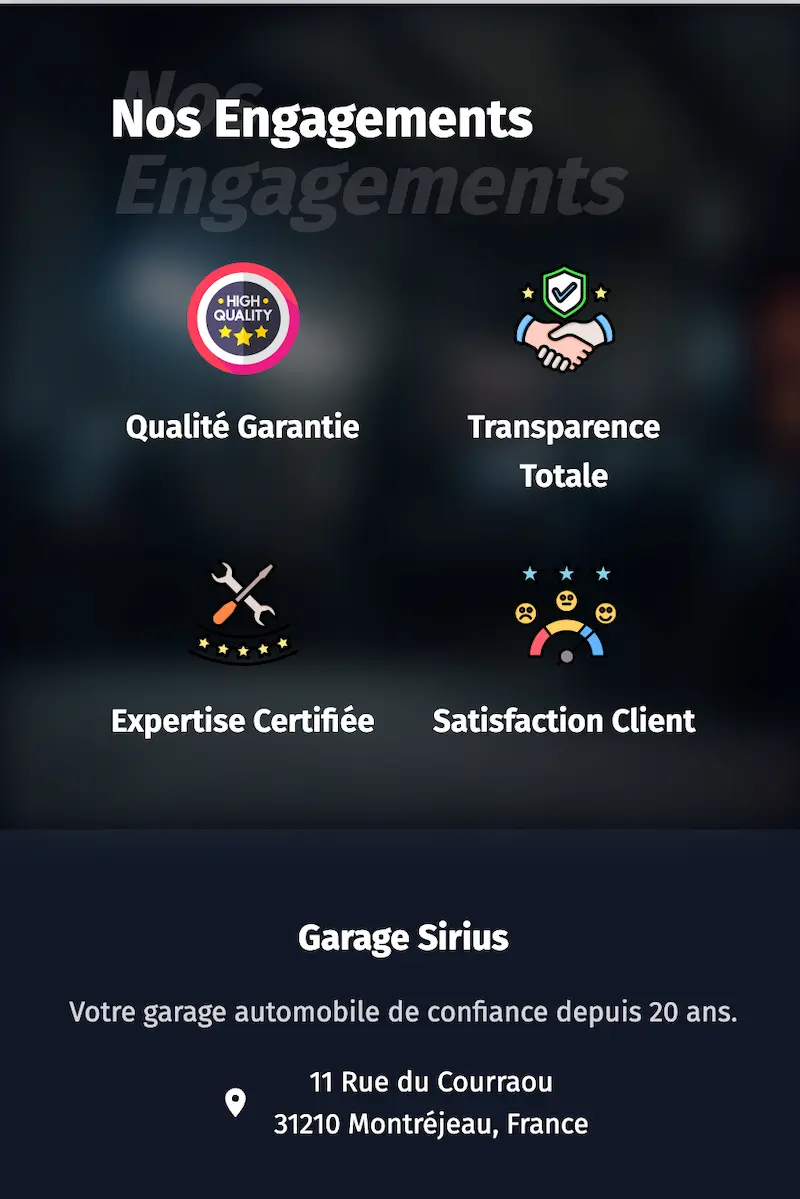 Nos
Nos Engagements
Engagements
HIGH
QUALITY
Qualité Garantie
Transparence
Totale
Expertise Certifiée
Satisfaction Client
Garage Sirius
Votre garage automobile de confiance depuis 20 ans.
11 Rue du Courraou
31210 Montréjeau, France